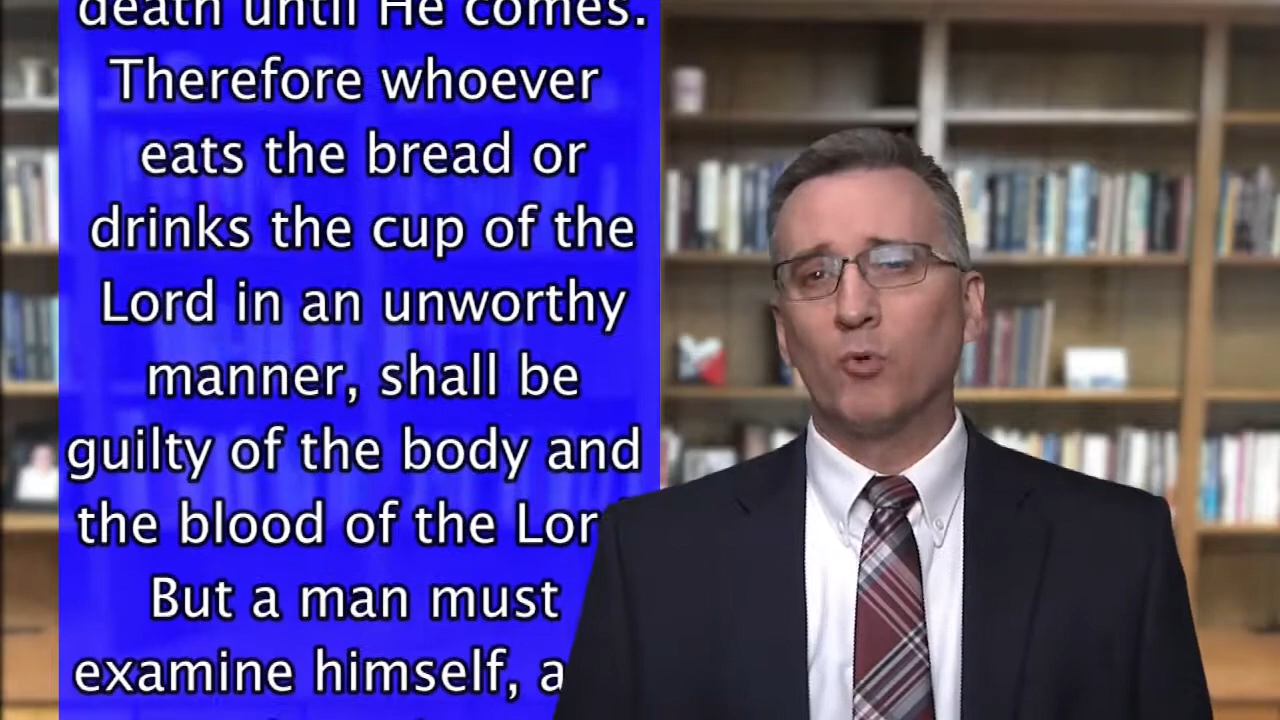 death until He comes.
Therefore whoever
eats the bread or
drinks the cup of the
Lord in an unworthy
manner, shall be
guilty of the body and
the blood of the Lor
But a man must
examine himself, a